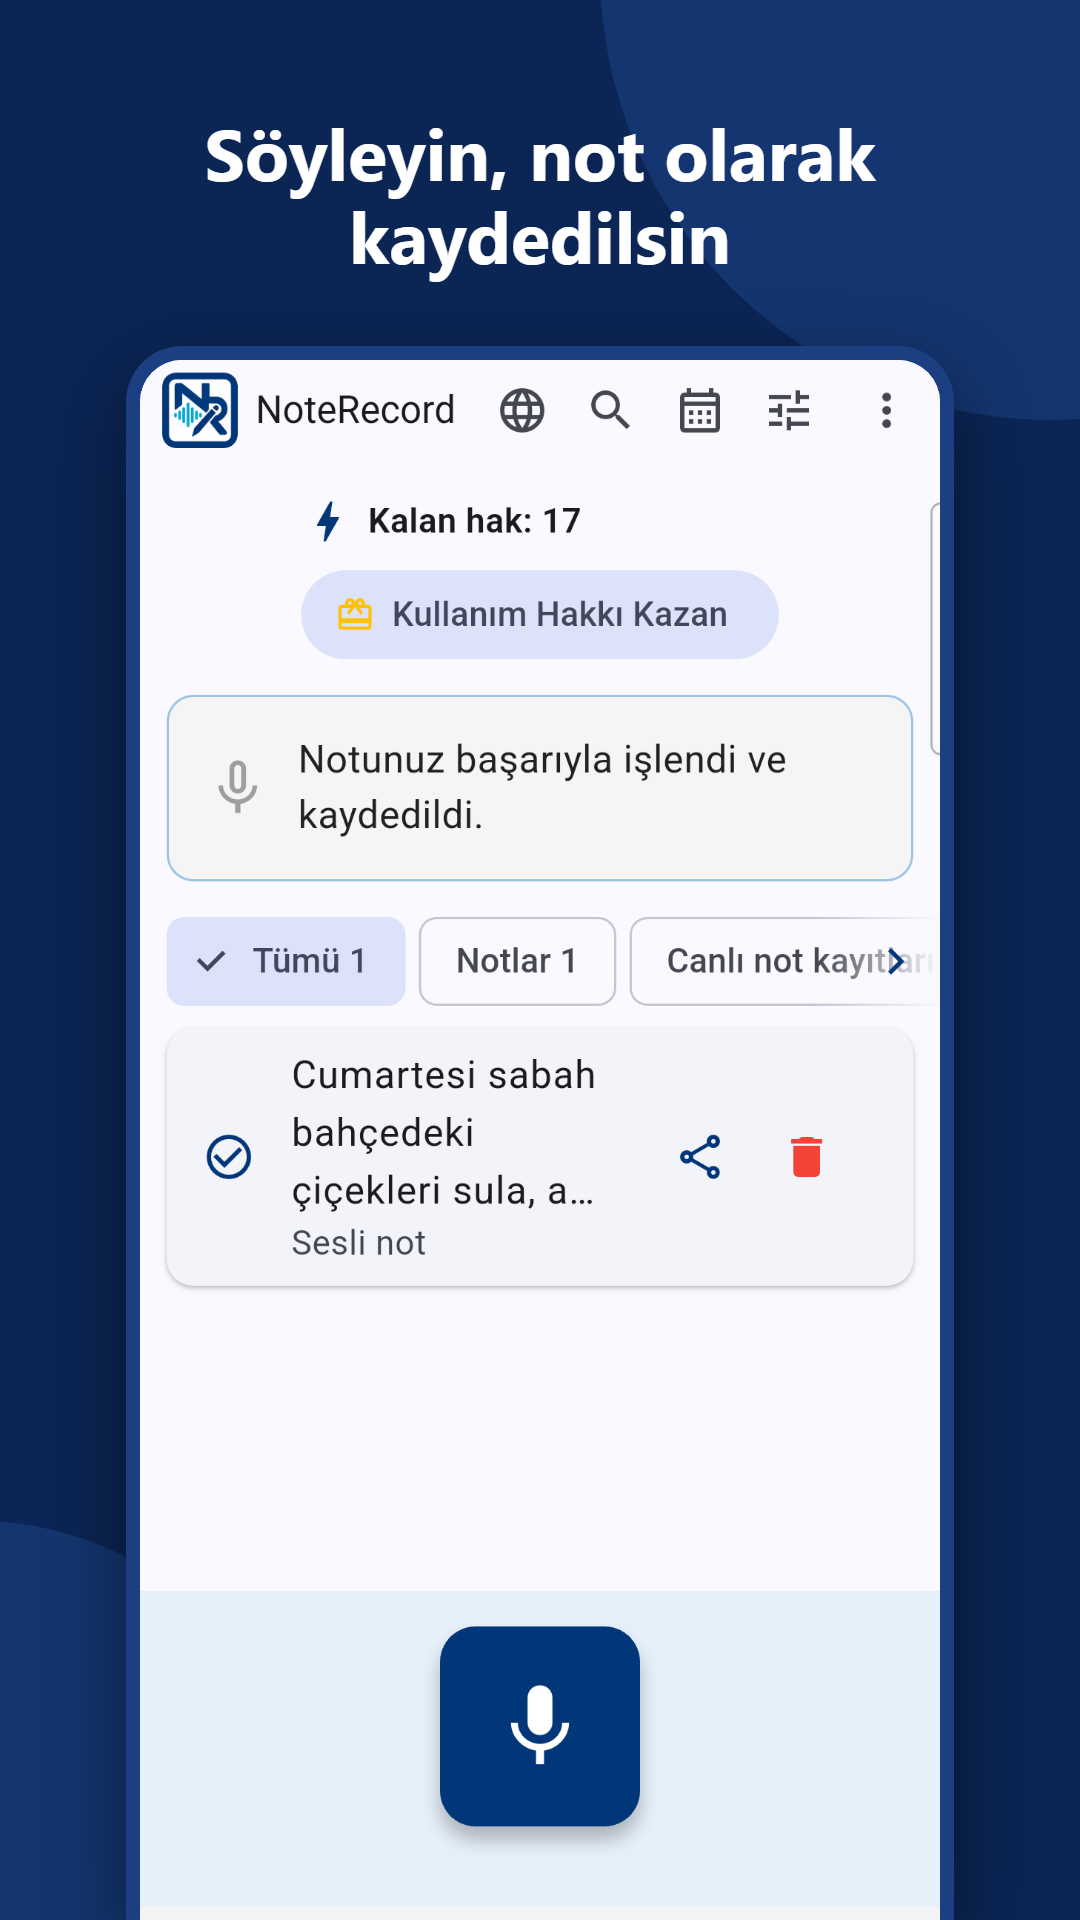 Söyleyin, not olarak
kaydedilsin
NoteRecord
Kalan hak: 17
Kullanım Hakkı Kazan
Notunuz başarıyla işlendi ve
kaydedildi.
Tümü 1
Notlar 1
Canlı not kayıtları
Cumartesi sabah
bahçedeki
çiçekleri sula, a...
Sesli not